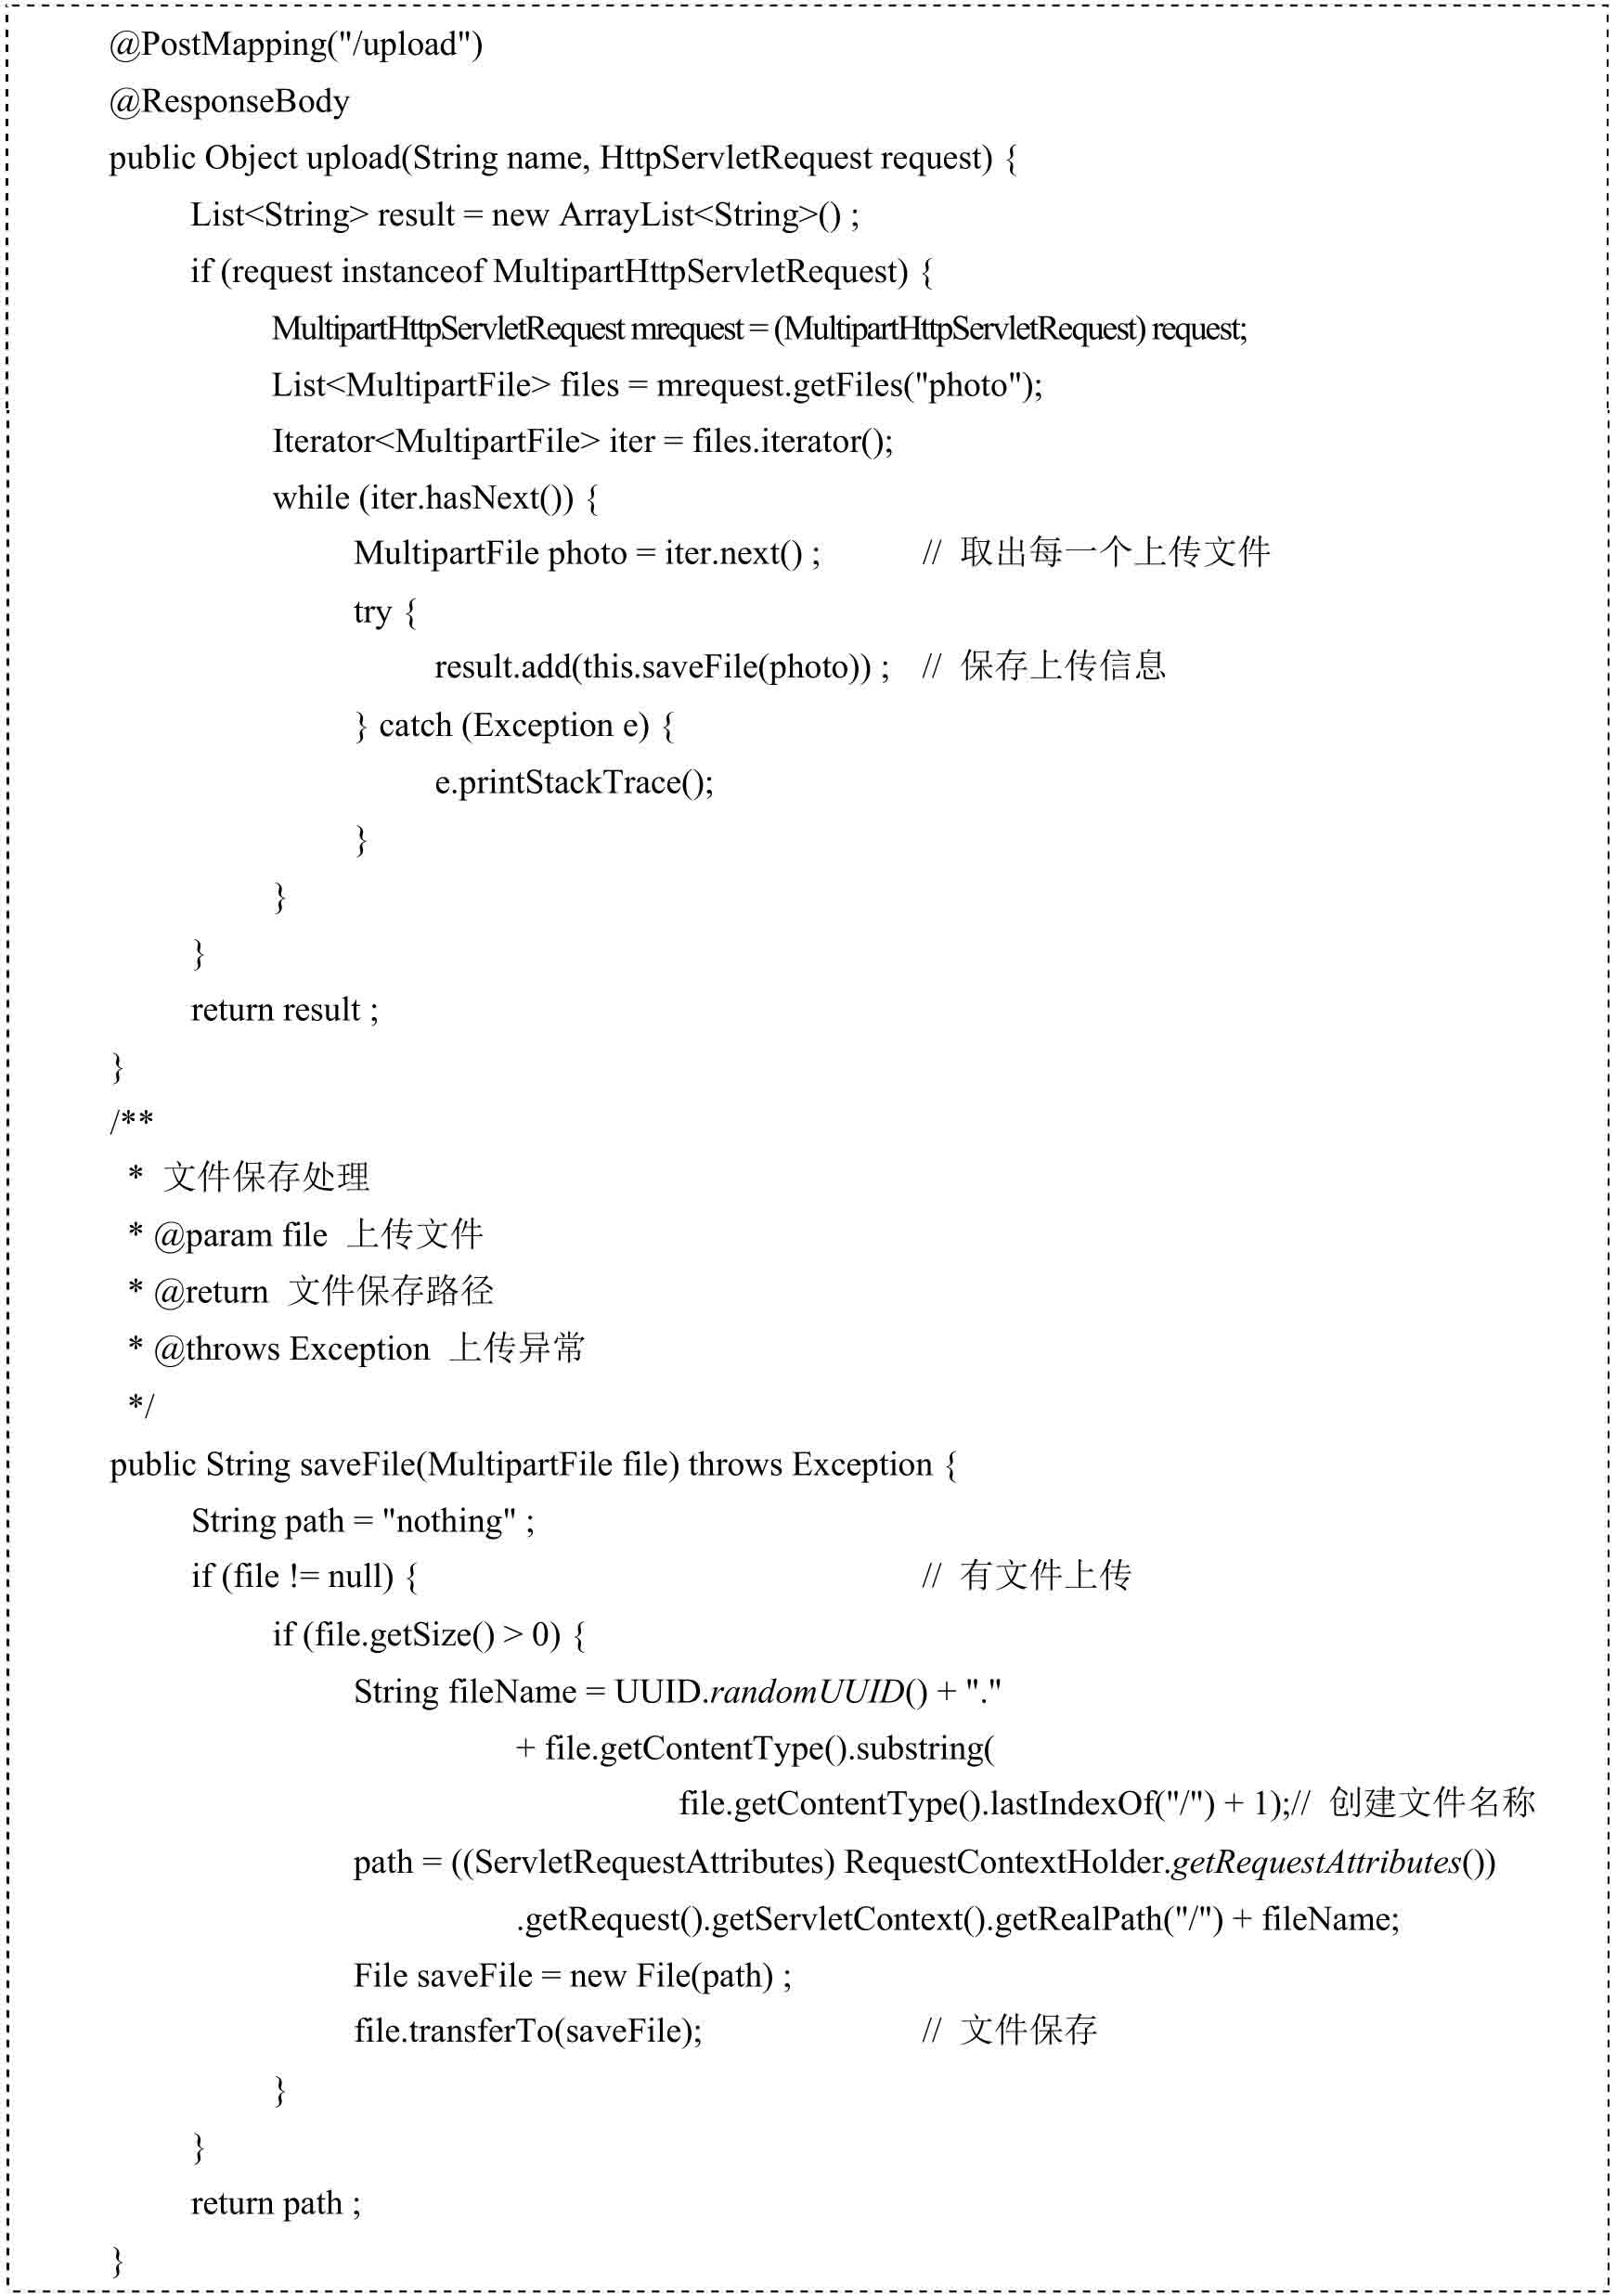 @PostMapping("/upload")
@ResponseBody
public Object upload(String name, HttpServletRequest request) {
List<String> result = new ArrayList<String>() ;
if (request instanceof MultipartHttpServletRequest) {
MultipartHttpServletRequest mrequest = (MultipartHttpServletRequest) request;
List<MultipartFile> files = mrequest.getFiles("photo");
Iterator<MultipartFile> iter = files.iterator();
while (iter.hasNext()) {
MultipartFile photo = iter.next() ; // 取出每一个上传文件
try {
result.add(this.saveFile(photo)) ; // 保存上传信息
} catch (Exception e) {
e.printStackTrace();
}
}
}
return result ;
}
/**
* 文件保存处理
* @param file 上传文件
* @return 文件保存路径
* @throws Exception 上传异常
*/
public String saveFile(MultipartFile file) throws Exception {
String path = "nothing" ;
if (file != null) { // 有文件上传
if (file.getSize() > 0) {
String fileName = UUID.randomUUID() + "."
+ file.getContentType().substring(
file.getContentType().lastIndexOf("/") + 1);// 创建文件名称
path = ((ServletRequestAttributes) RequestContextHolder.getRequestAttributes())
.getRequest().getServletContext().getRealPath("/") + fileName;
File saveFile = new File(path) ;
file.transferTo(saveFile); // 文件保存
}
}
return path ;
}